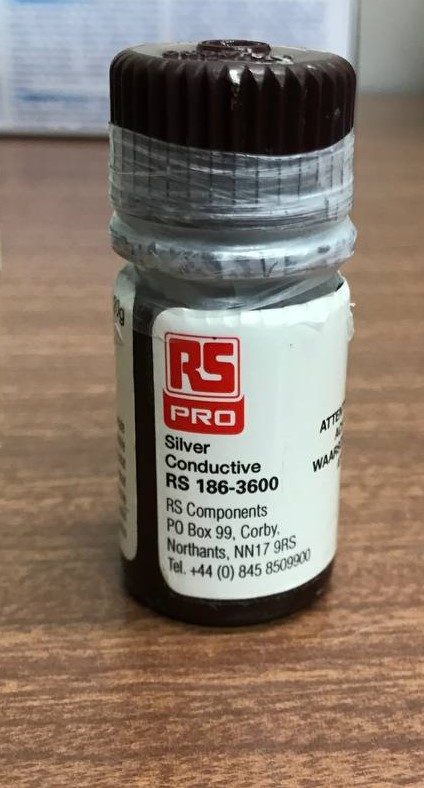 RS
PRO
Silver
Conductive
RS 186-3600
RS Components
PO Box 99, Corby,
Northants, NN17 9RS
Tel. +44 (0) 845 8509900